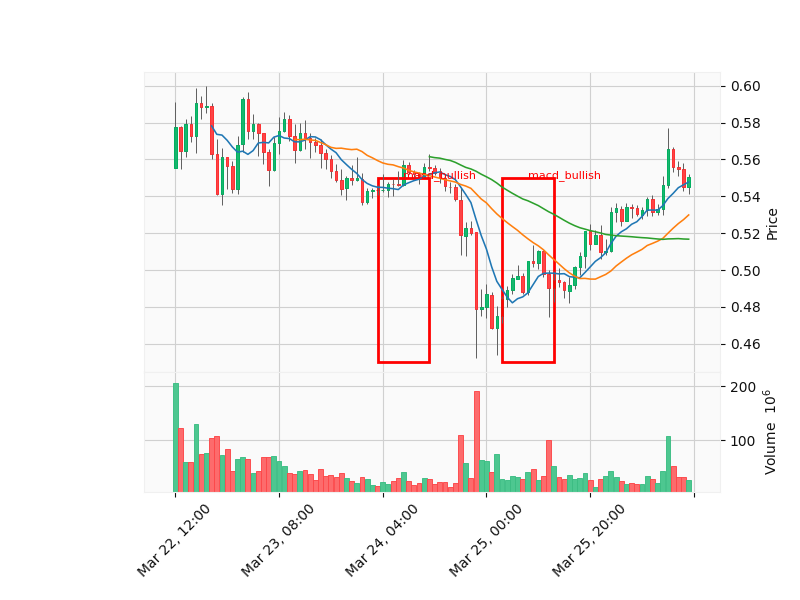 0.60
0.58
0.56
macd_bullish macd_bullish
0.54
0.52
0.50
0.48
0.46
Price
200
100
Volume 10^6
Mar 22, 12:00
Mar 23, 08:00
Mar 24, 04:00
Mar 25, 00:00
Mar 25, 20:00